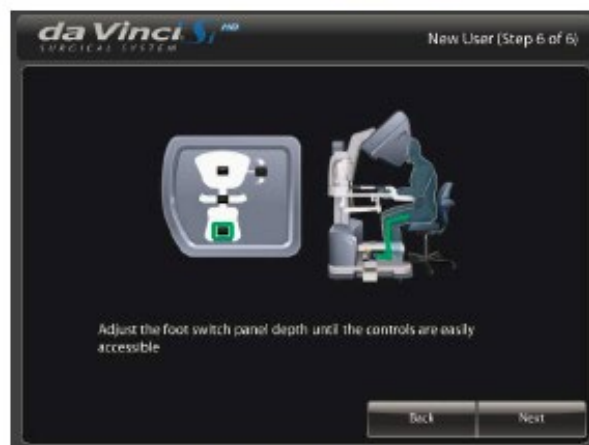 da Vinci Si HD
SURGICAL SYSTEM
New User (Step 6 of 6)
Adjust the foot switch panel depth until the controls are easily
accessible
Back
Next